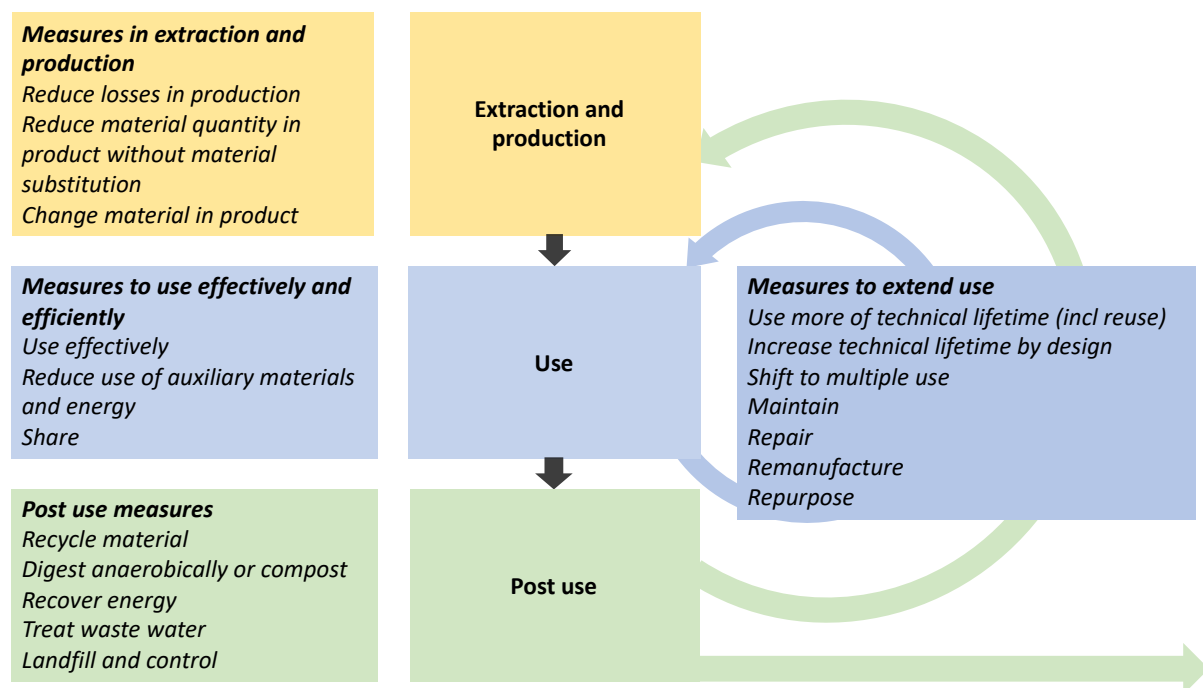 Measures in extraction and
production
Reduce losses in production
Reduce material quantity in
product without material
substitution
Change material in product
Extraction and
production
Measures to use effectively and
efficiently
Use effectively
Reduce use of auxiliary materials
and energy
Share
Use
Measures to extend use
Use more of technical lifetime (incl reuse)
Increase technical lifetime by design
Shift to multiple use
Maintain
Repair
Remanufacture
Repurpose
Post use measures
Recycle material
Digest anaerobically or compost
Recover energy
Treat waste water
Landfill and control
Post use